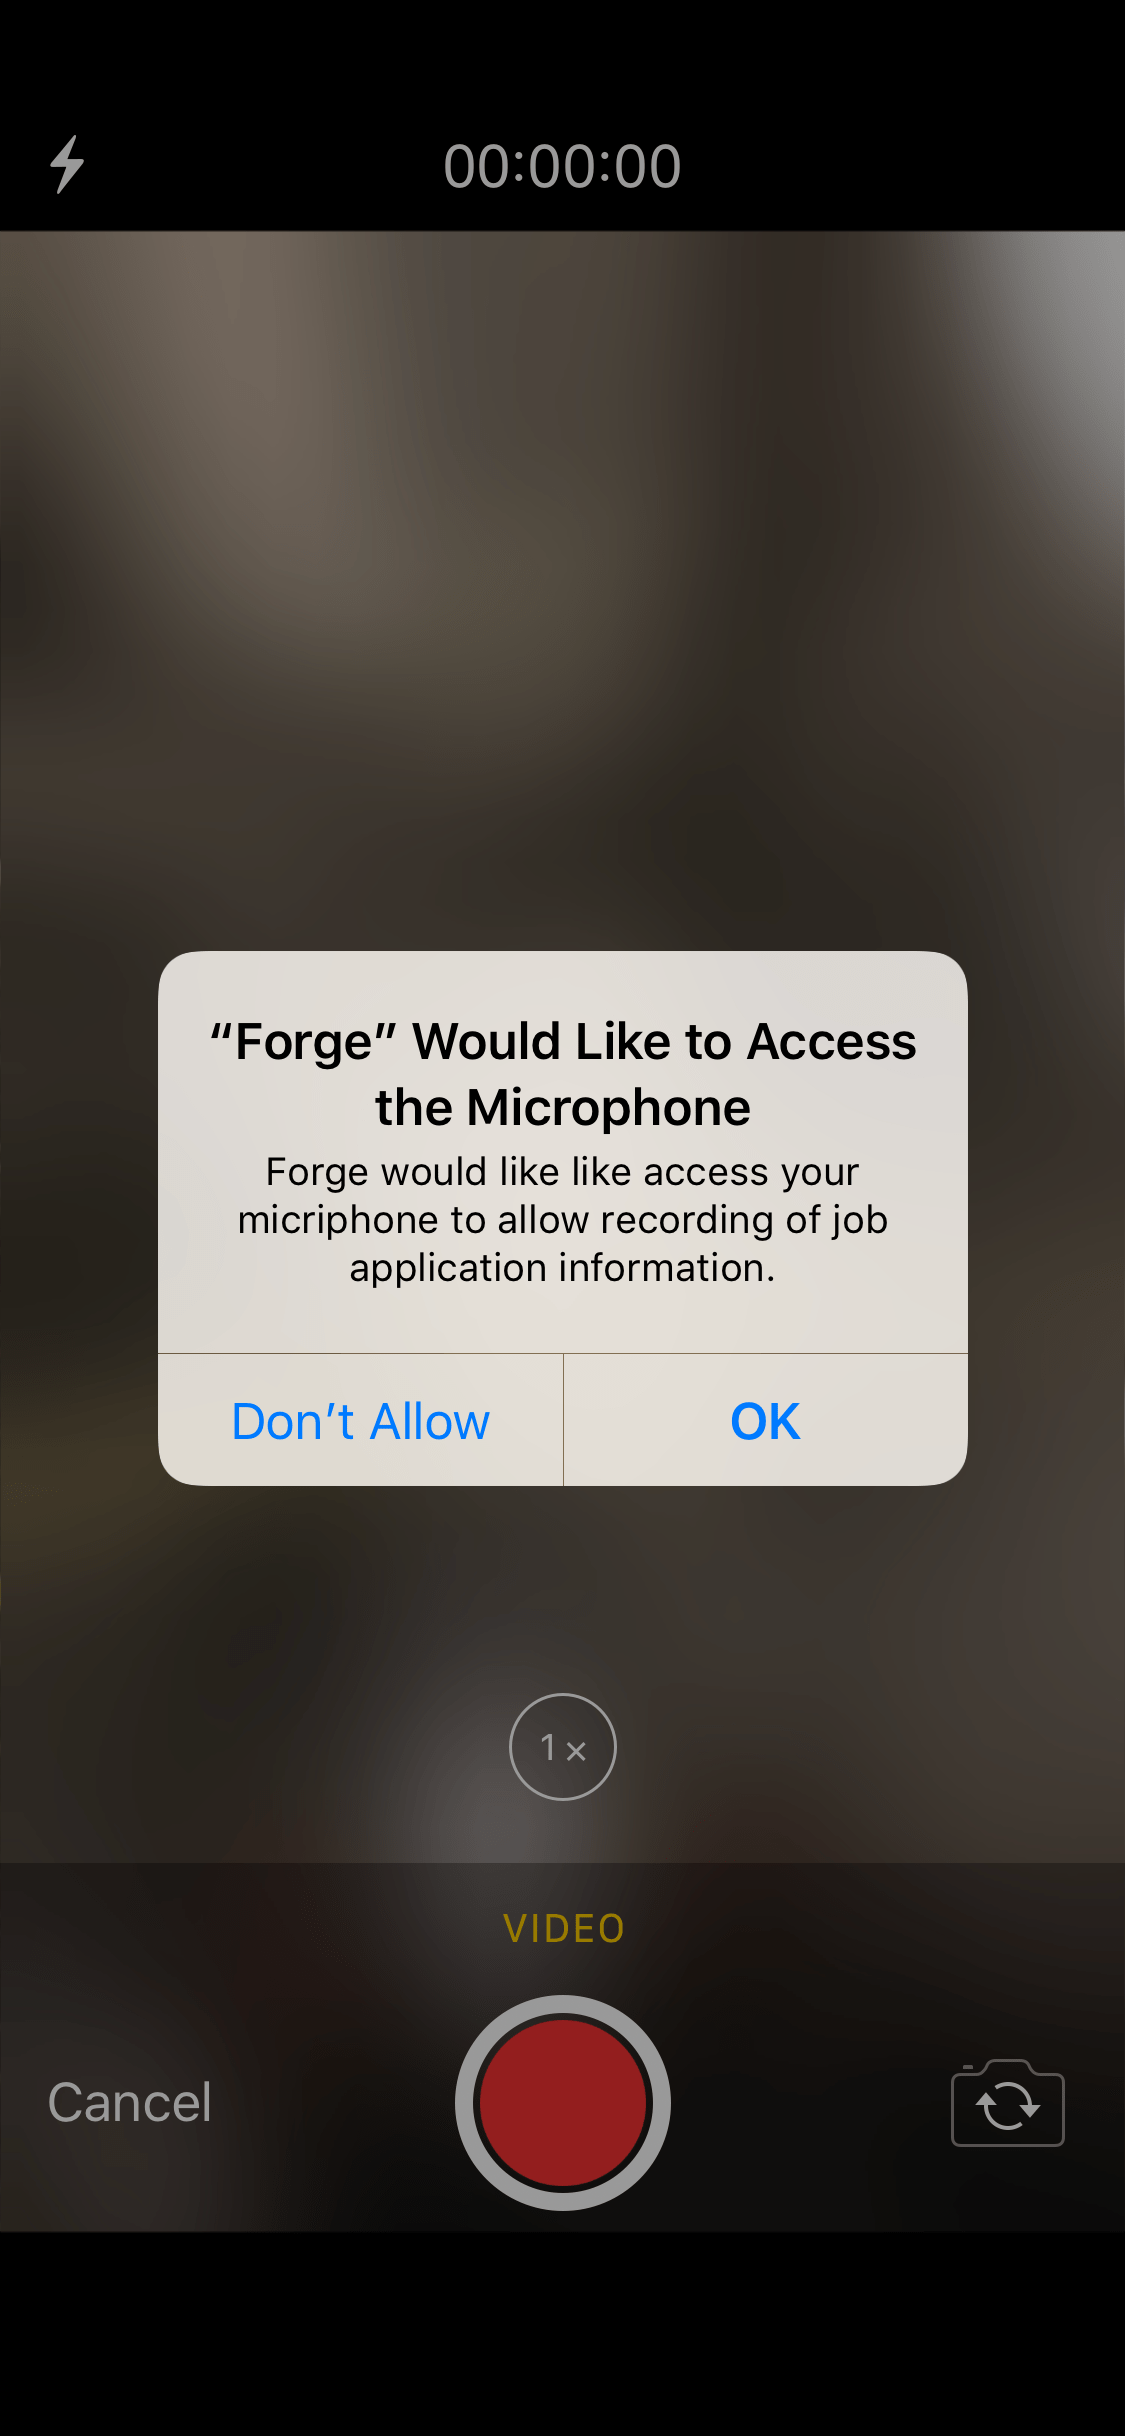 00:00:00
“Forge” Would Like to Access
the Microphone
Forge would like like access your
micriphone to allow recording of job
application information.
Don’t Allow
OK
1×
VIDEO
Cancel